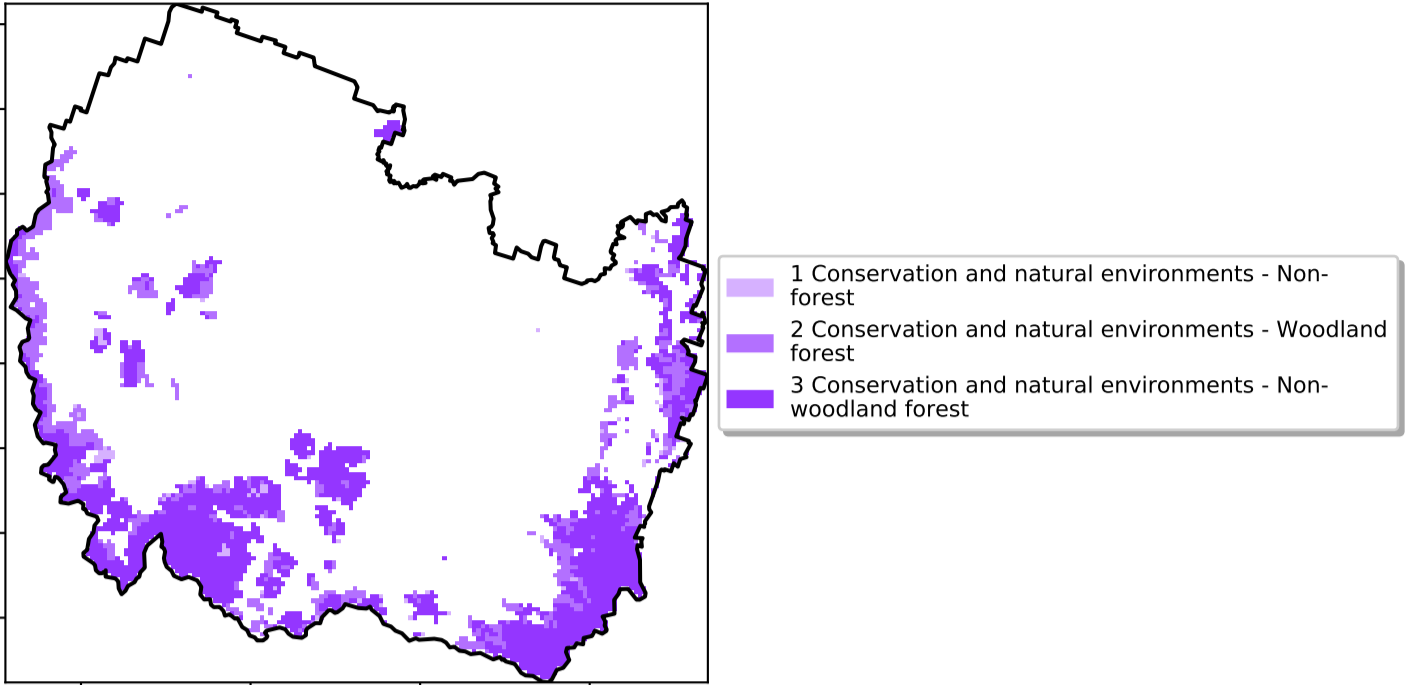 1 Conservation and natural environments - Non-
forest
2 Conservation and natural environments - Woodland
forest
3 Conservation and natural environments - Non-
woodland forest